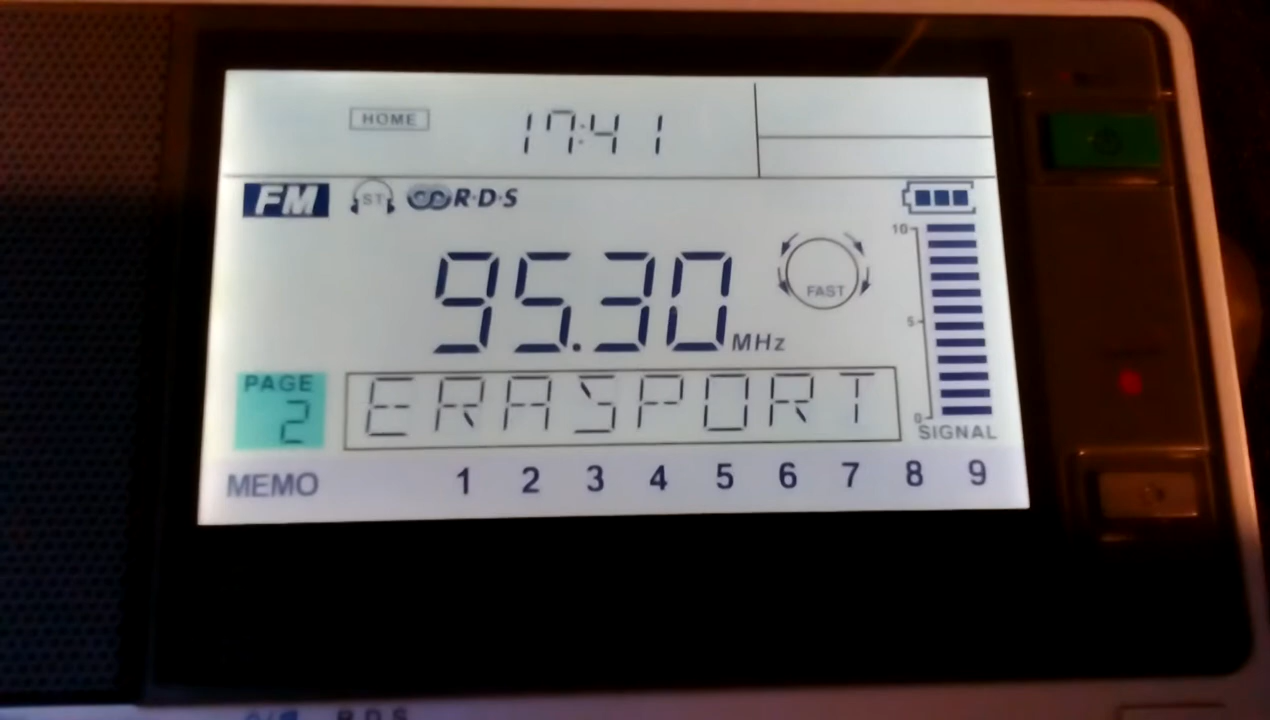 HOME 17:41
FM ST R·D·S
95.30 MHz
FAST
10
5
0
SIGNAL
PAGE
2
ERASPORT
MEMO 1 2 3 4 5 6 7 8 9
R D S